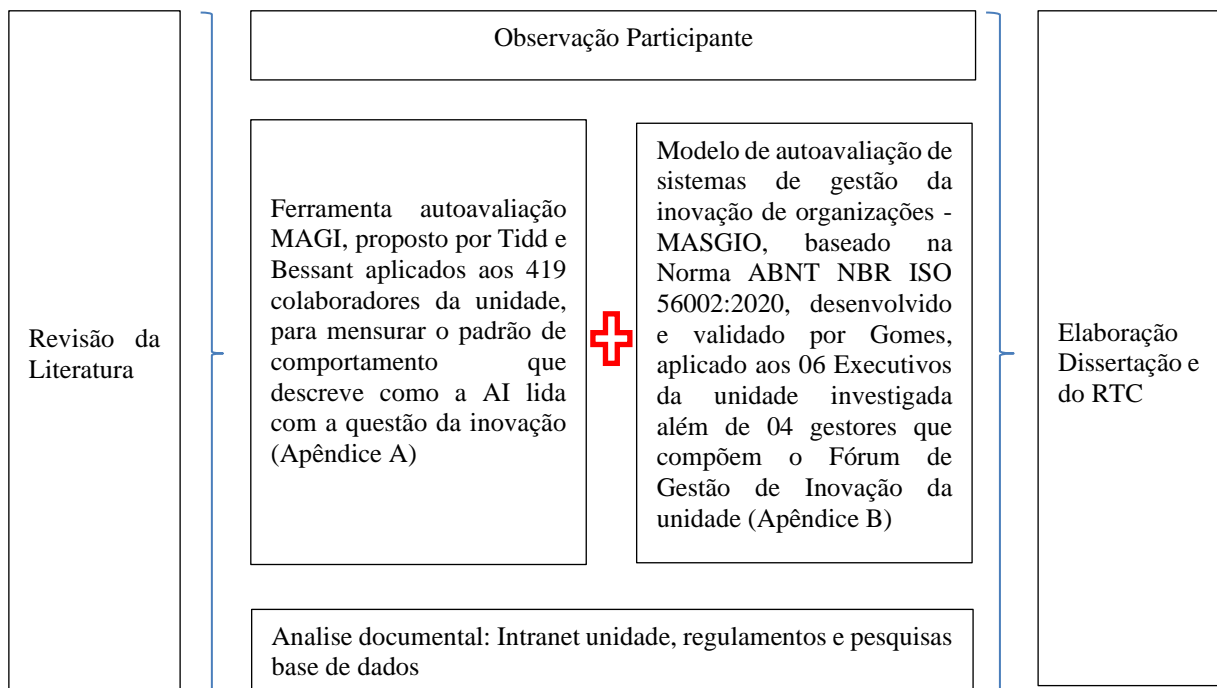 Observação Participante
Revisão da
Literatura
Ferramenta autoavaliação
MAGI, proposto por Tidd e
Bessant aplicados aos 419
colaboradores da unidade,
para mensurar o padrão de
comportamento que
descreve como a AI lida
com a questão da inovação
(Apêndice A)
Modelo de autoavaliação de
sistemas de gestão da
inovação de organizações -
MASGIO, baseado na
Norma ABNT NBR ISO
56002:2020, desenvolvido
e validado por Gomes,
aplicado aos 06 Executivos
da unidade investigada
além de 04 gestores que
compõem o Fórum de
Gestão de Inovação da
unidade (Apêndice B)
Analise documental: Intranet unidade, regulamentos e pesquisas
base de dados
Elaboração
Dissertação e
do RTC